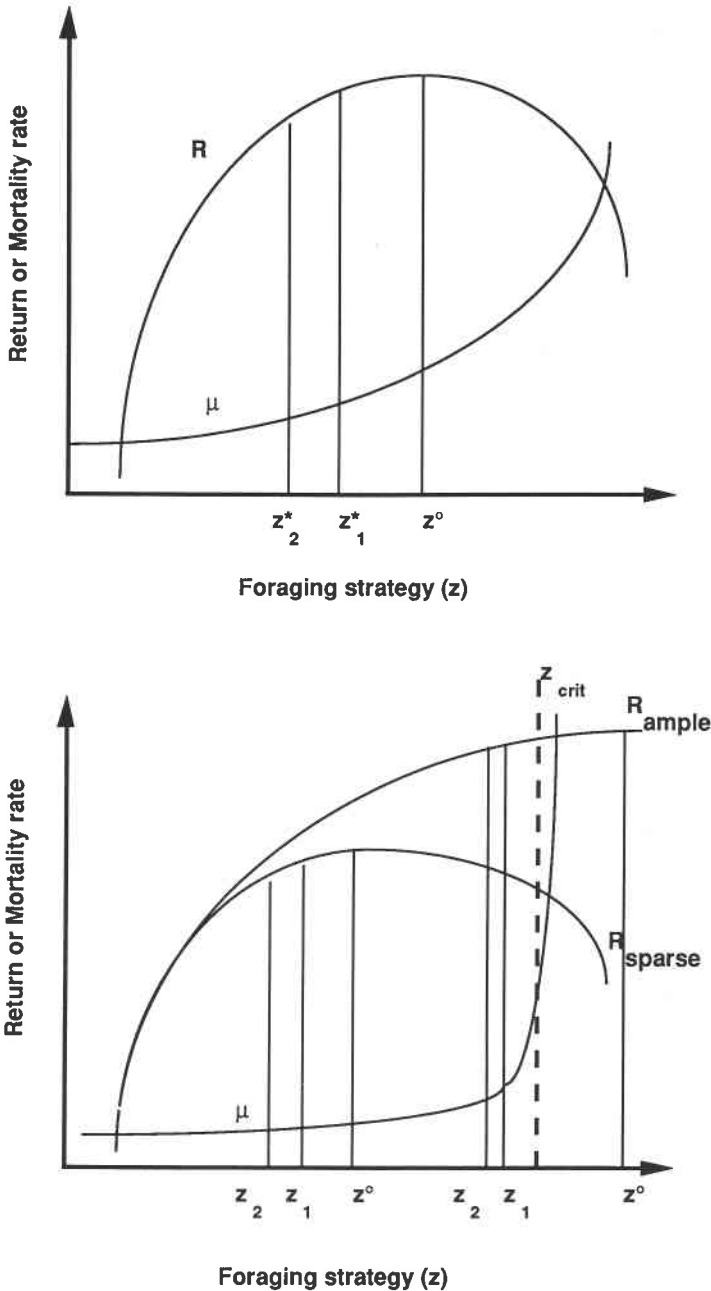 Return or Mortality rate
R
μ
z*2 z*1 z°
Foraging strategy (z)
z crit
R ample
Return or Mortality rate
R sparse
μ
z2 z1 z° z2 z1 z°
Foraging strategy (z)